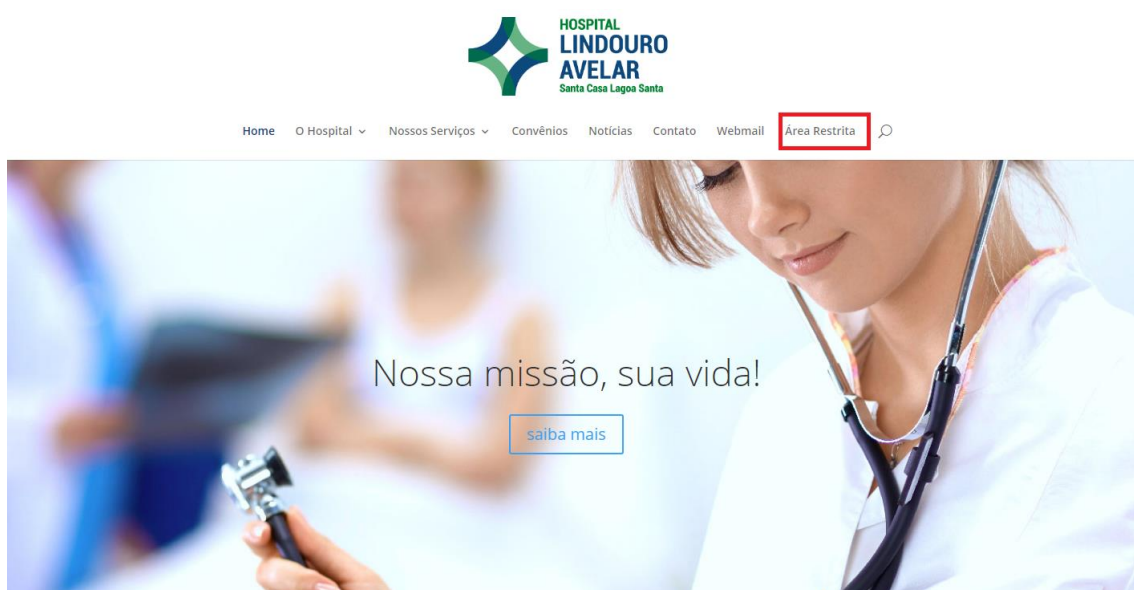 HOSPITAL
LINDOURO
AVELAR
Santa Casa Lagoa Santa
Home O Hospital Nossos Serviços Convênios Notícias Contato Webmail Área Restrita
Nossa missão, sua vida!
saiba mais